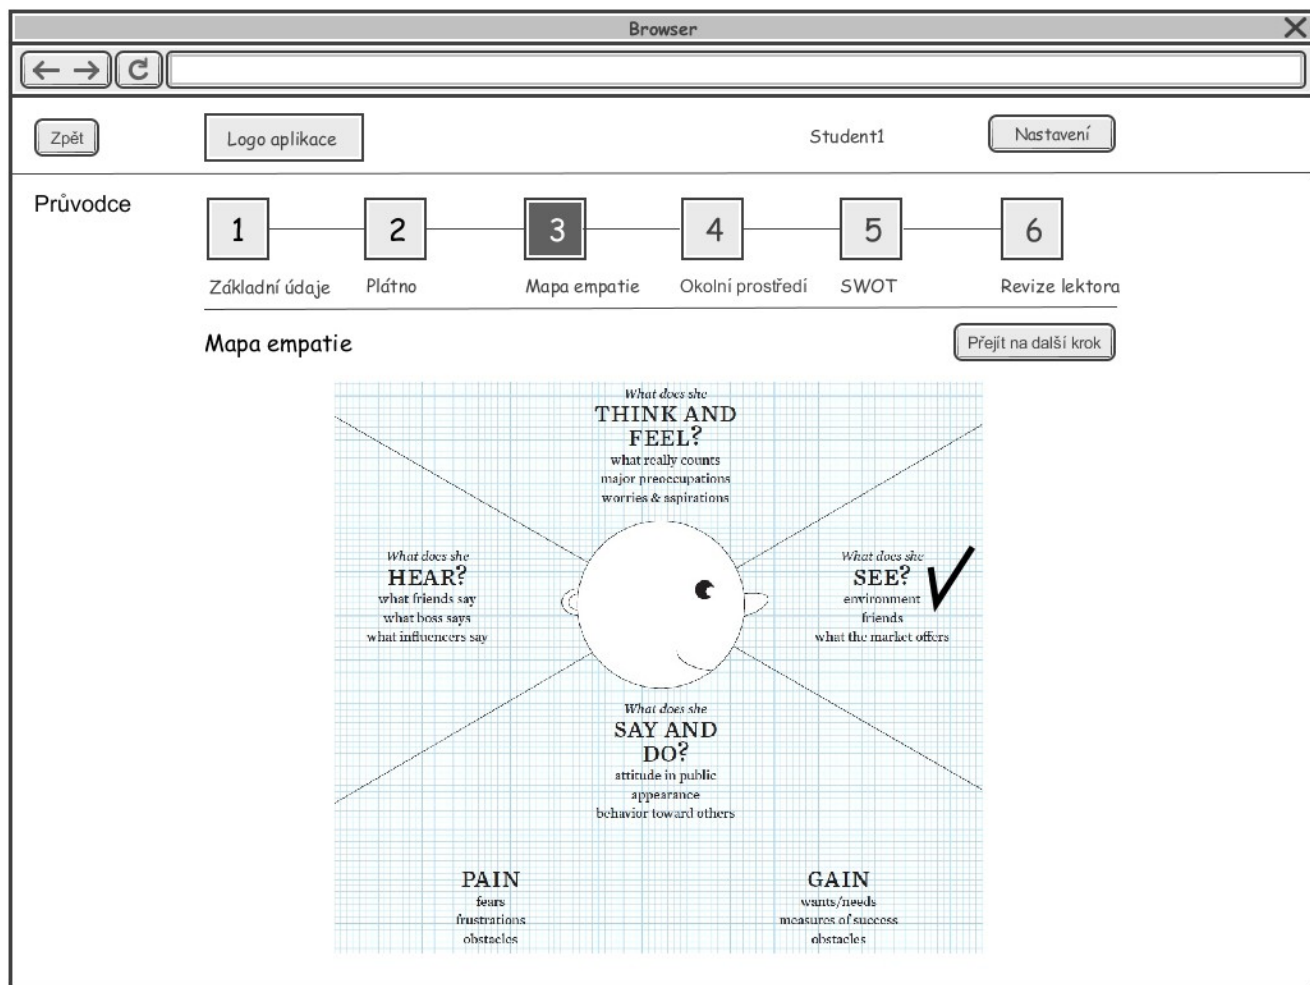 Browser
Zpět
Logo aplikace
Student1
Nastavení
Průvodce
1
2
3
4
5
6
Základní údaje
Plátno
Mapa empatie
Okolní prostředí
SWOT
Revize lektora
Mapa empatie
Přejít na další krok
What does she
THINK AND
FEEL?
what really counts
major preoccupations
worries & aspirations
What does she
HEAR?
what friends say
what boss says
what influencers say
What does she
SEE?
environment
friends
what the market offers
What does she
SAY AND
DO?
attitude in public
appearance
behavior toward others
PAIN
fears
frustrations
obstacles
GAIN
wants/needs
measures of success
obstacles